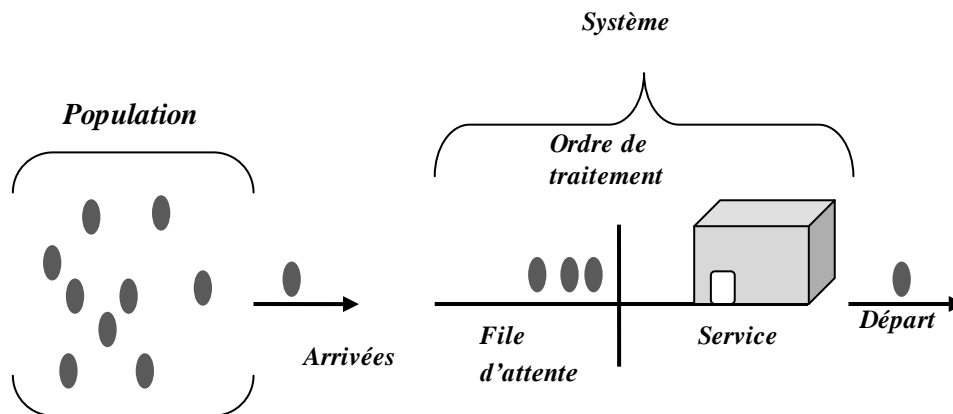 Système
Population
Ordre de
traitement
Arrivées
File
d'attente
Service
Départ